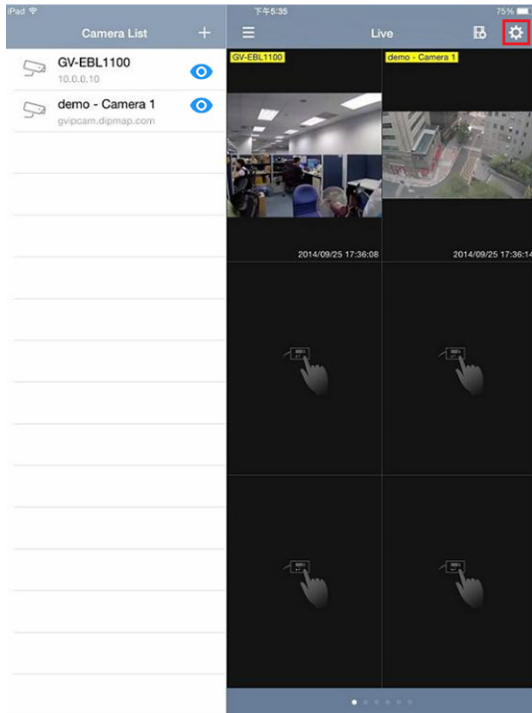 iPad
下午5:35
75%
Camera List
+
Live
GV-EBL1100
10.0.0.10
demo - Camera 1
gvipcam.dipmap.com
GV-EBL1100
demo - Camera 1
2014/09/25 17:36:08
2014/09/25 17:36:14